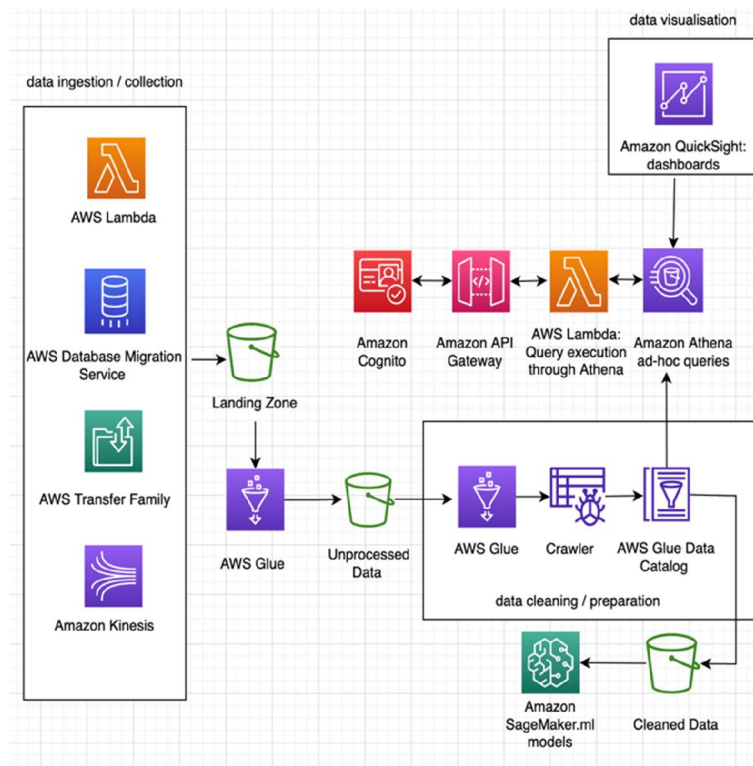 data visualisation
data ingestion / collection
Amazon QuickSight:
dashboards
AWS Lambda
AWS Database Migration
Service
AWS Transfer Family
Amazon Kinesis
Landing Zone
Amazon
Cognito
Amazon API
Gateway
AWS Lambda:
Query execution
through Athena
Amazon Athena
ad-hoc queries
AWS Glue
Unprocessed
Data
AWS Glue
Crawler
AWS Glue Data
Catalog
data cleaning / preparation
Amazon
SageMaker.ml
models
Cleaned Data